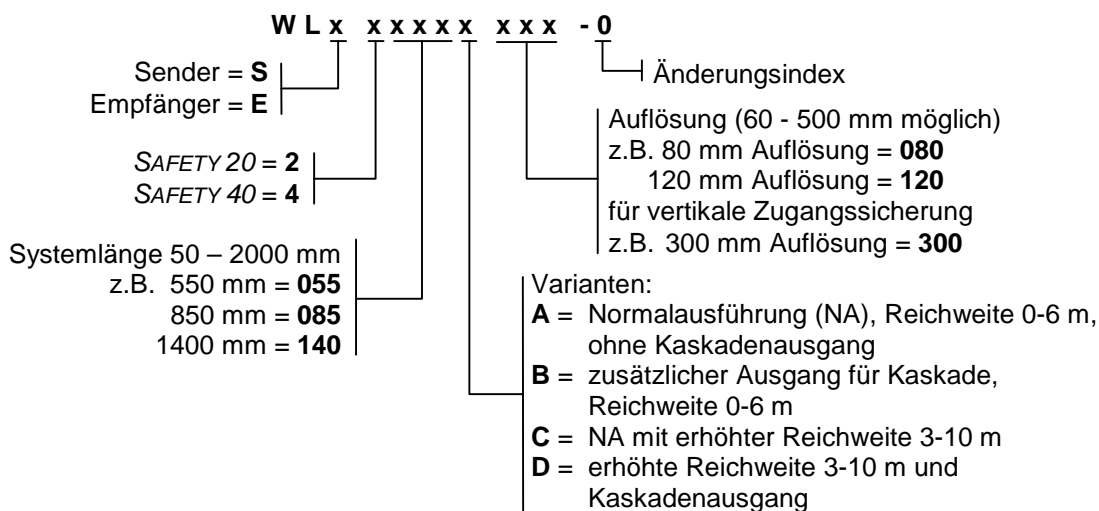 W L x x x x x x x x x - 0
Sender = S
Empfänger = E
SAFETY 20 = 2
SAFETY 40 = 4
Systemlänge 50 – 2000 mm
z.B. 550 mm = 055
850 mm = 085
1400 mm = 140
Änderungsindex
Auflösung (60 - 500 mm möglich)
z.B. 80 mm Auflösung = 080
120 mm Auflösung = 120
für vertikale Zugangssicherung
z.B. 300 mm Auflösung = 300
Varianten:
A = Normalausführung (NA), Reichweite 0-6 m,
ohne Kaskadenausgang
B = zusätzlicher Ausgang für Kaskade,
Reichweite 0-6 m
C = NA mit erhöhter Reichweite 3-10 m
D = erhöhte Reichweite 3-10 m und
Kaskadenausgang